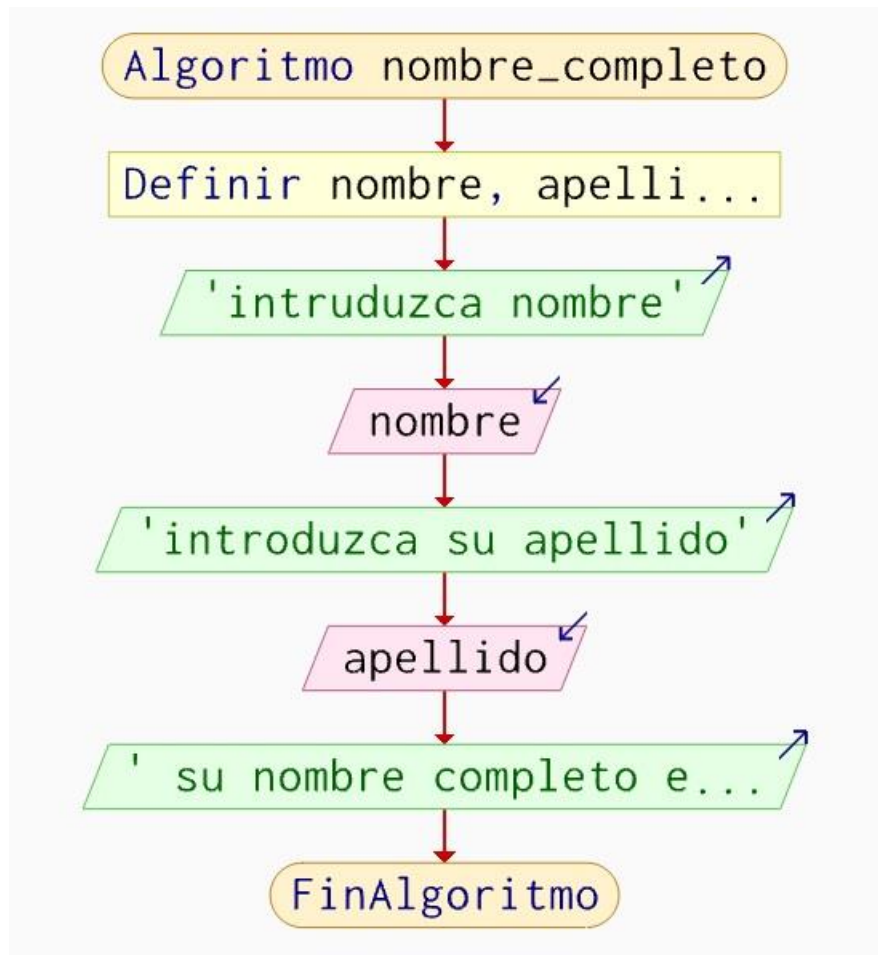 Algoritmo nombre_completo
Definir nombre, apelli...
'intruduzca nombre'
nombre
'introduzca su apellido'
apellido
' su nombre completo e...
FinAlgoritmo